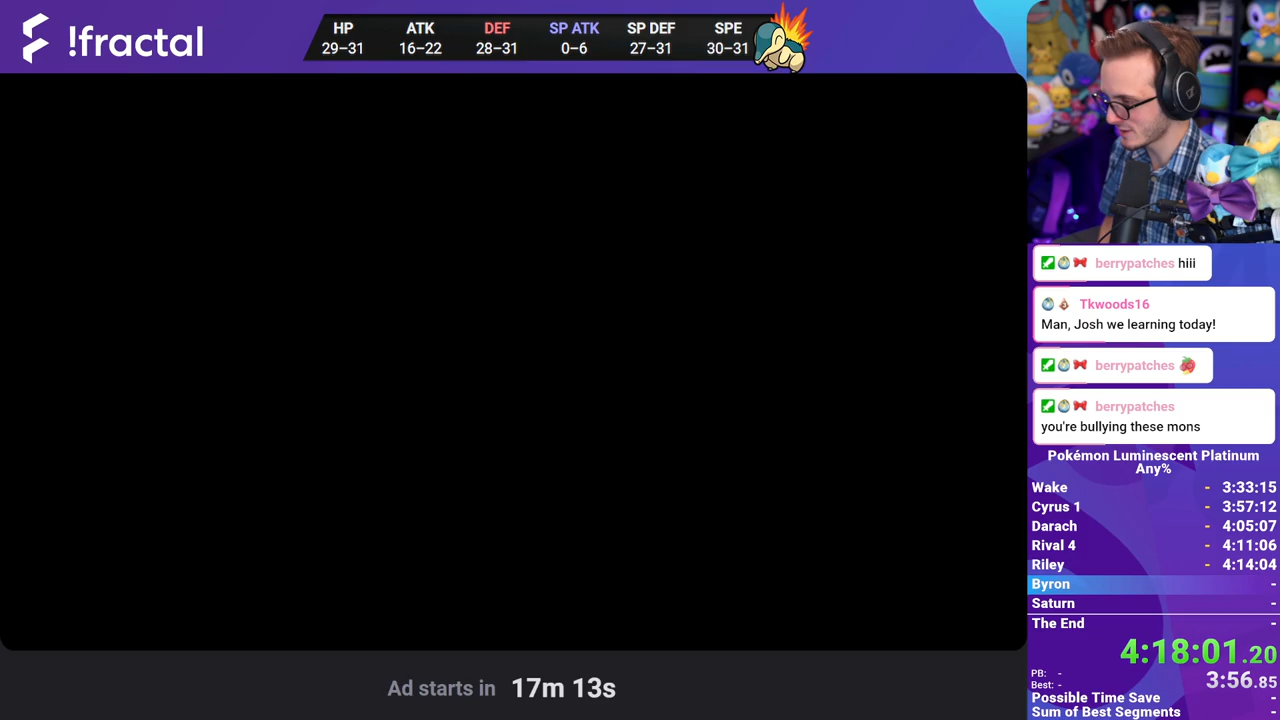 !fractal
HP ATK DEF SP ATK SP DEF SPE
29–31 16–22 28–31 0–6 27–31 30–31
berrypatches hiii
Tkwoods16
Man, Josh we learning today!
berrypatches
berrypatches
you're bullying these mons
Pokémon Luminescent Platinum
Any%
Wake - 3:33:15
Cyrus 1 - 3:57:12
Darach - 4:05:07
Rival 4 - 4:11:06
Riley - 4:14:04
Byron -
Saturn -
The End -
4:18:01.20
PB: -
Best: - 3:56.85
Possible Time Save -
Sum of Best Segments -
Ad starts in 17m 13s